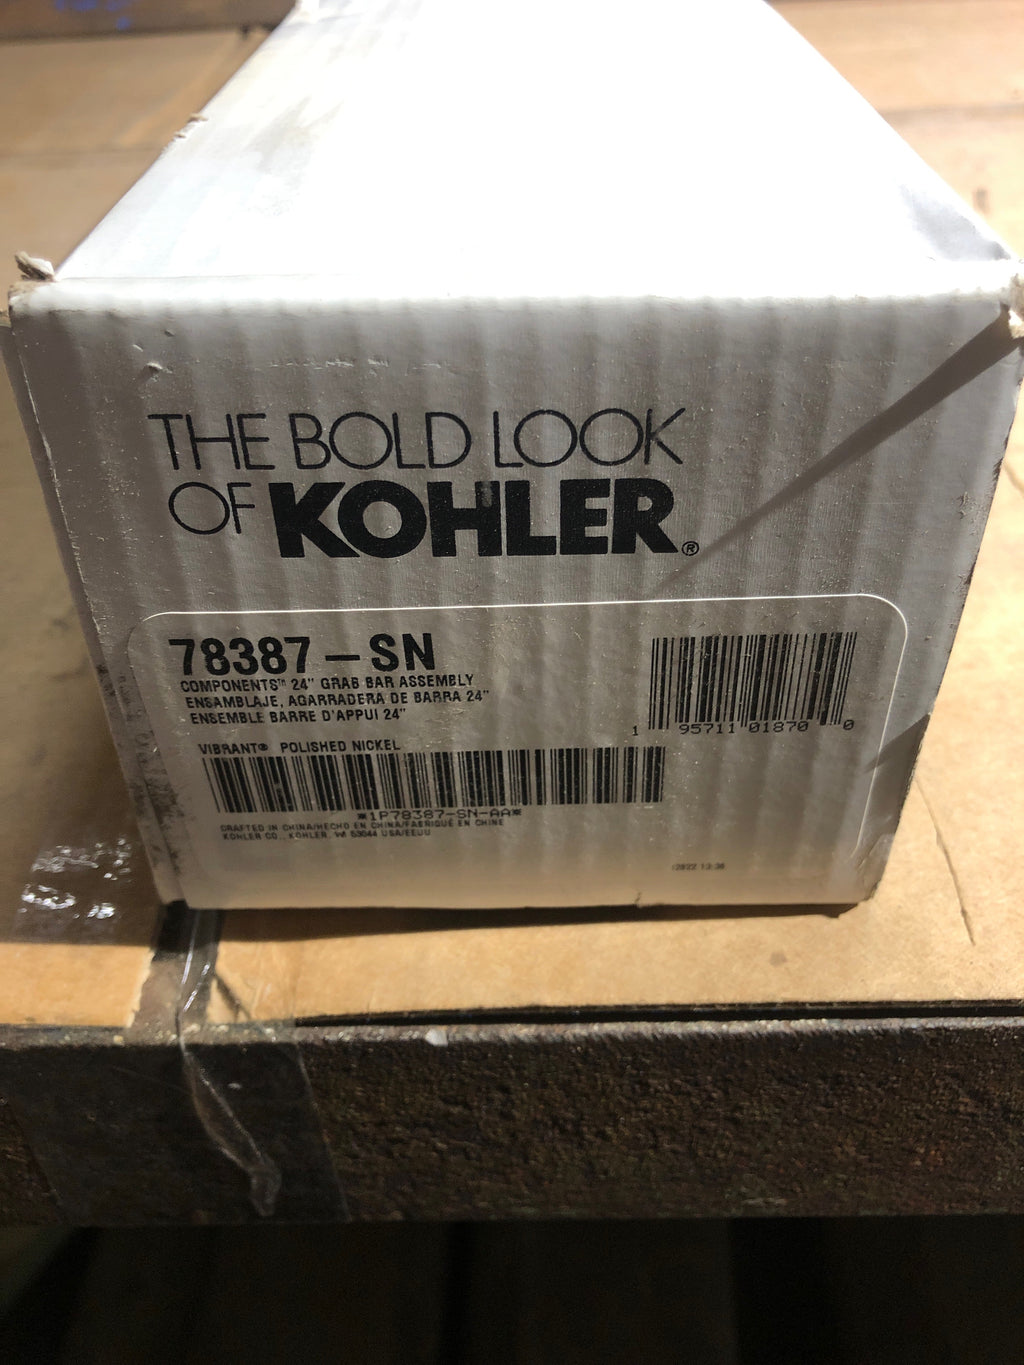 THE BOLD LOOK
OF KOHLER®
78387-SN
COMPONENTS™ 24" GRAB BAR ASSEMBLY
ENSAMBLAJE, AGARRADERA DE BARRA 24"
ENSEMBLE BARRE D'APPUI 24"
VIBRANT® POLISHED NICKEL
1 95711 01870 0
*1P78387-SN-AA*
CRAFTED IN CHINA/HECHO EN CHINA/FABRIQUÉ EN CHINE
KOHLER CO., KOHLER, WI 53044 USA/EEUU